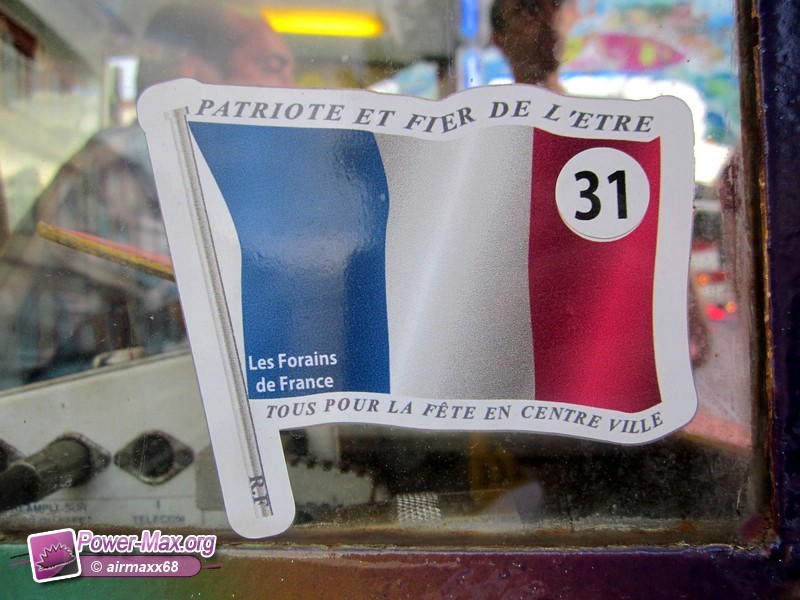 PATRIOTE ET FIER DE L'ETRE
31
Les Forains
de France
TOUS POUR LA FÊTE EN CENTRE VILLE
R.F
TELECOM
Power-Max.org
© airmaxx68